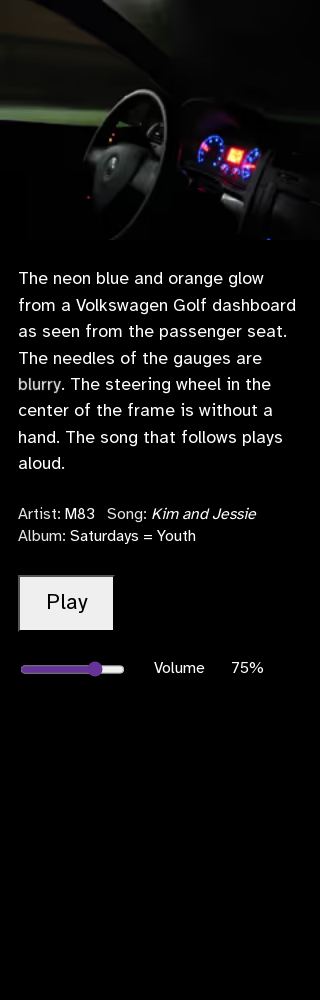 The neon blue and orange glow
from a Volkswagen Golf dashboard
as seen from the passenger seat.
The needles of the gauges are
blurry. The steering wheel in the
center of the frame is without a
hand. The song that follows plays
aloud.
Artist: M83 Song: Kim and Jessie
Album: Saturdays = Youth
Play
Volume 75%